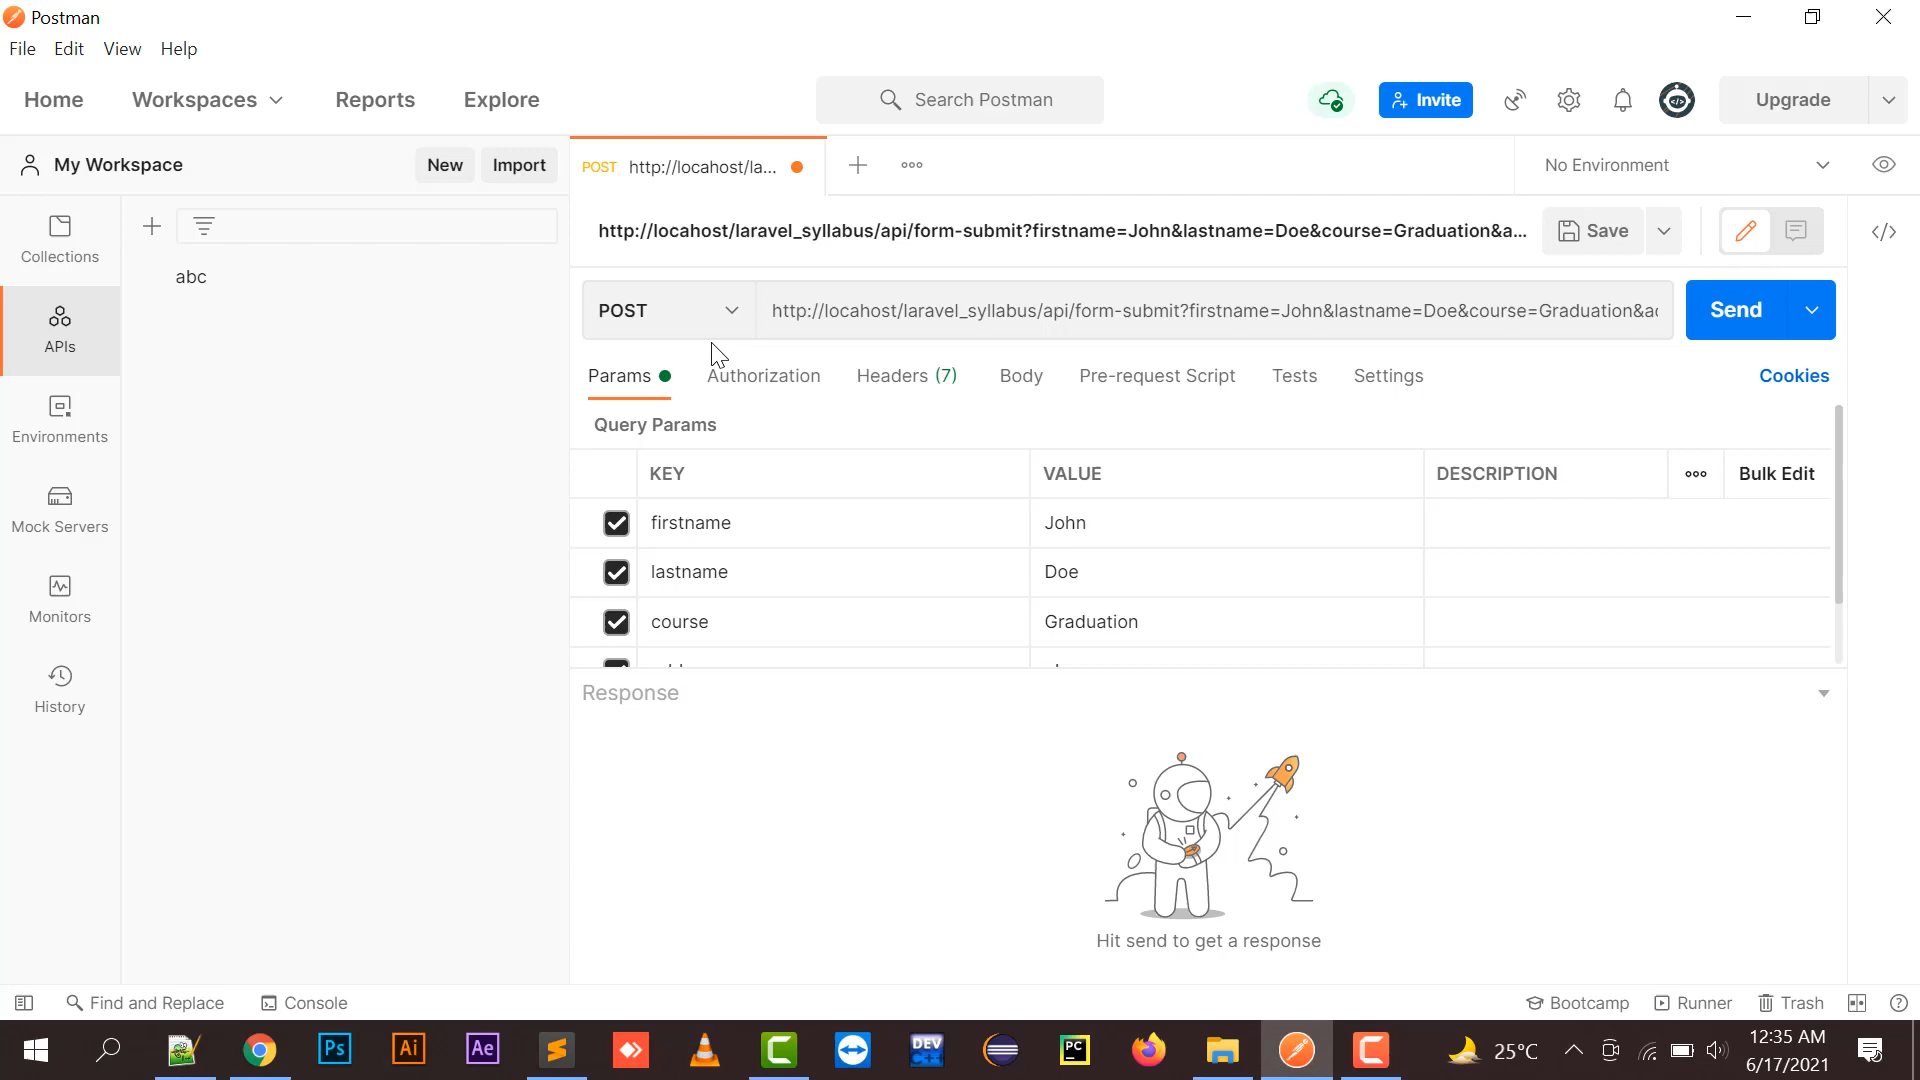 Postman
File Edit View Help
Home Workspaces Reports Explore Search Postman Invite Upgrade
My Workspace New Import POST http://locahost/la... No Environment
Collections
APIs
Environments
Mock Servers
Monitors
History
abc
http://locahost/laravel_syllabus/api/form-submit?firstname=John&lastname=Doe&course=Graduation&a... Save
POST http://locahost/laravel_syllabus/api/form-submit?firstname=John&lastname=Doe&course=Graduation&a Send
Params Authorization Headers (7) Body Pre-request Script Tests Settings Cookies
Query Params
KEY VALUE DESCRIPTION Bulk Edit
firstname John
lastname Doe
course Graduation
Response
Hit send to get a response
Find and Replace Console Bootcamp Runner Trash
Ps Ai Ae DEV C++ PC 25°C 12:35 AM
6/17/2021